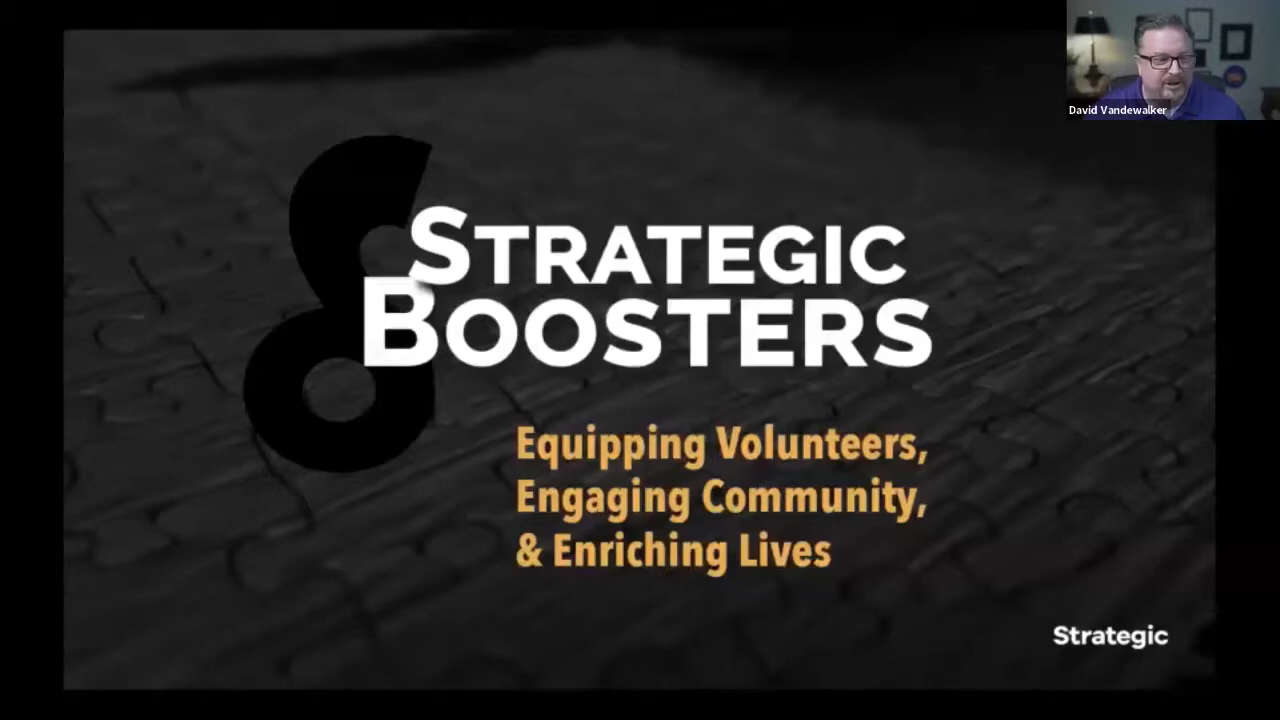 David Vandewalker
STRATEGIC
BOOSTERS
Equipping Volunteers,
Engaging Community,
& Enriching Lives
Strategic